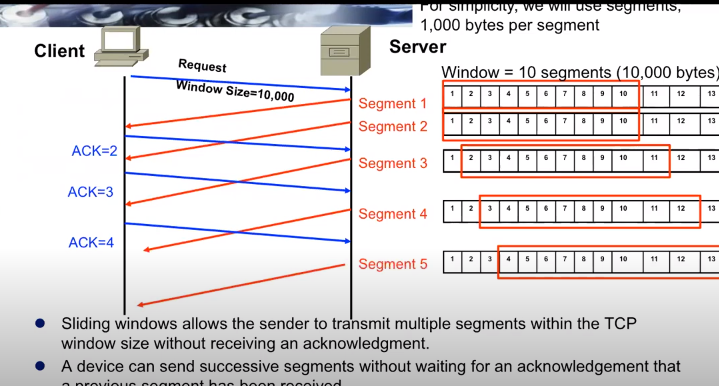 For simplicity, we will use segments,
1,000 bytes per segment
Client
Server
Request
Window Size=10,000
Window = 10 segments (10,000 bytes)
Segment 1
1 2 3 4 5 6 7 8 9 10 11 12 13
Segment 2
1 2 3 4 5 6 7 8 9 10 11 12 13
ACK=2
Segment 3
1 2 3 4 5 6 7 8 9 10 11 12 13
ACK=3
Segment 4
1 2 3 4 5 6 7 8 9 10 11 12 13
ACK=4
Segment 5
1 2 3 4 5 6 7 8 9 10 11 12 13
Sliding windows allows the sender to transmit multiple segments within the TCP
window size without receiving an acknowledgment.
A device can send successive segments without waiting for an acknowledgement that
a previous segment has been received